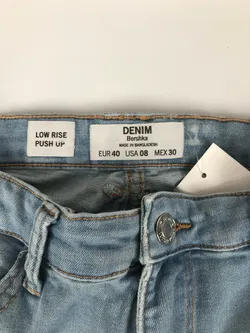 LOW RISE
PUSH UP
DENIM
Bershka
MADE IN BANGLADESH
EUR 40 USA 08 MEX 30